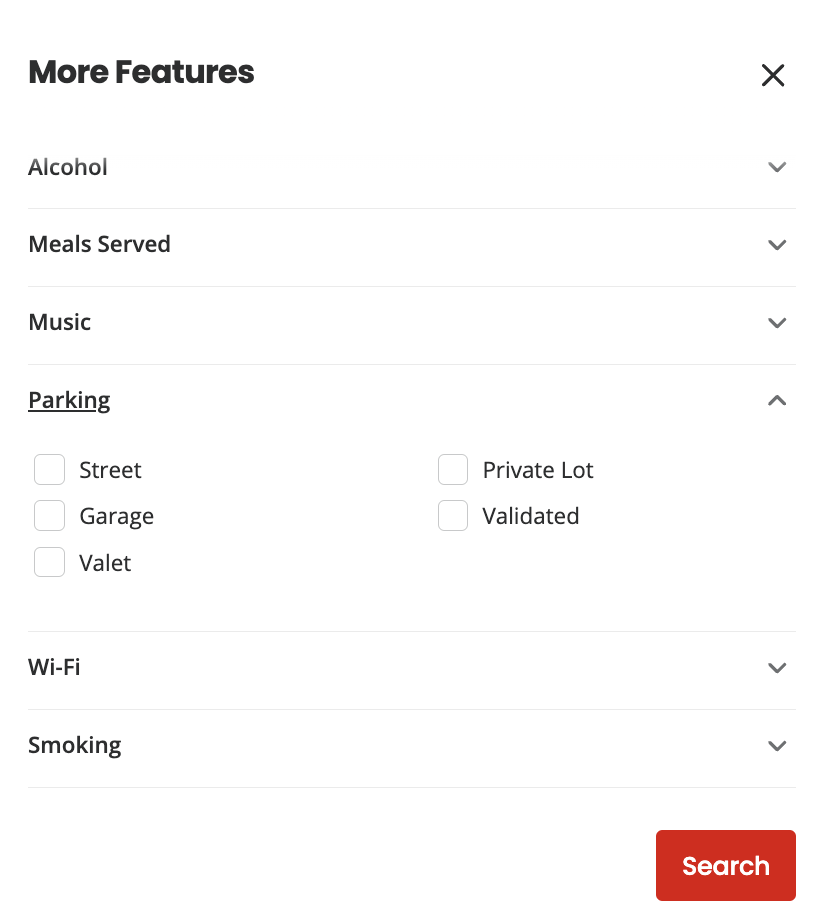 More Features
Alcohol
Meals Served
Music
Parking
Street
Private Lot
Garage
Validated
Valet
Wi-Fi
Smoking
Search